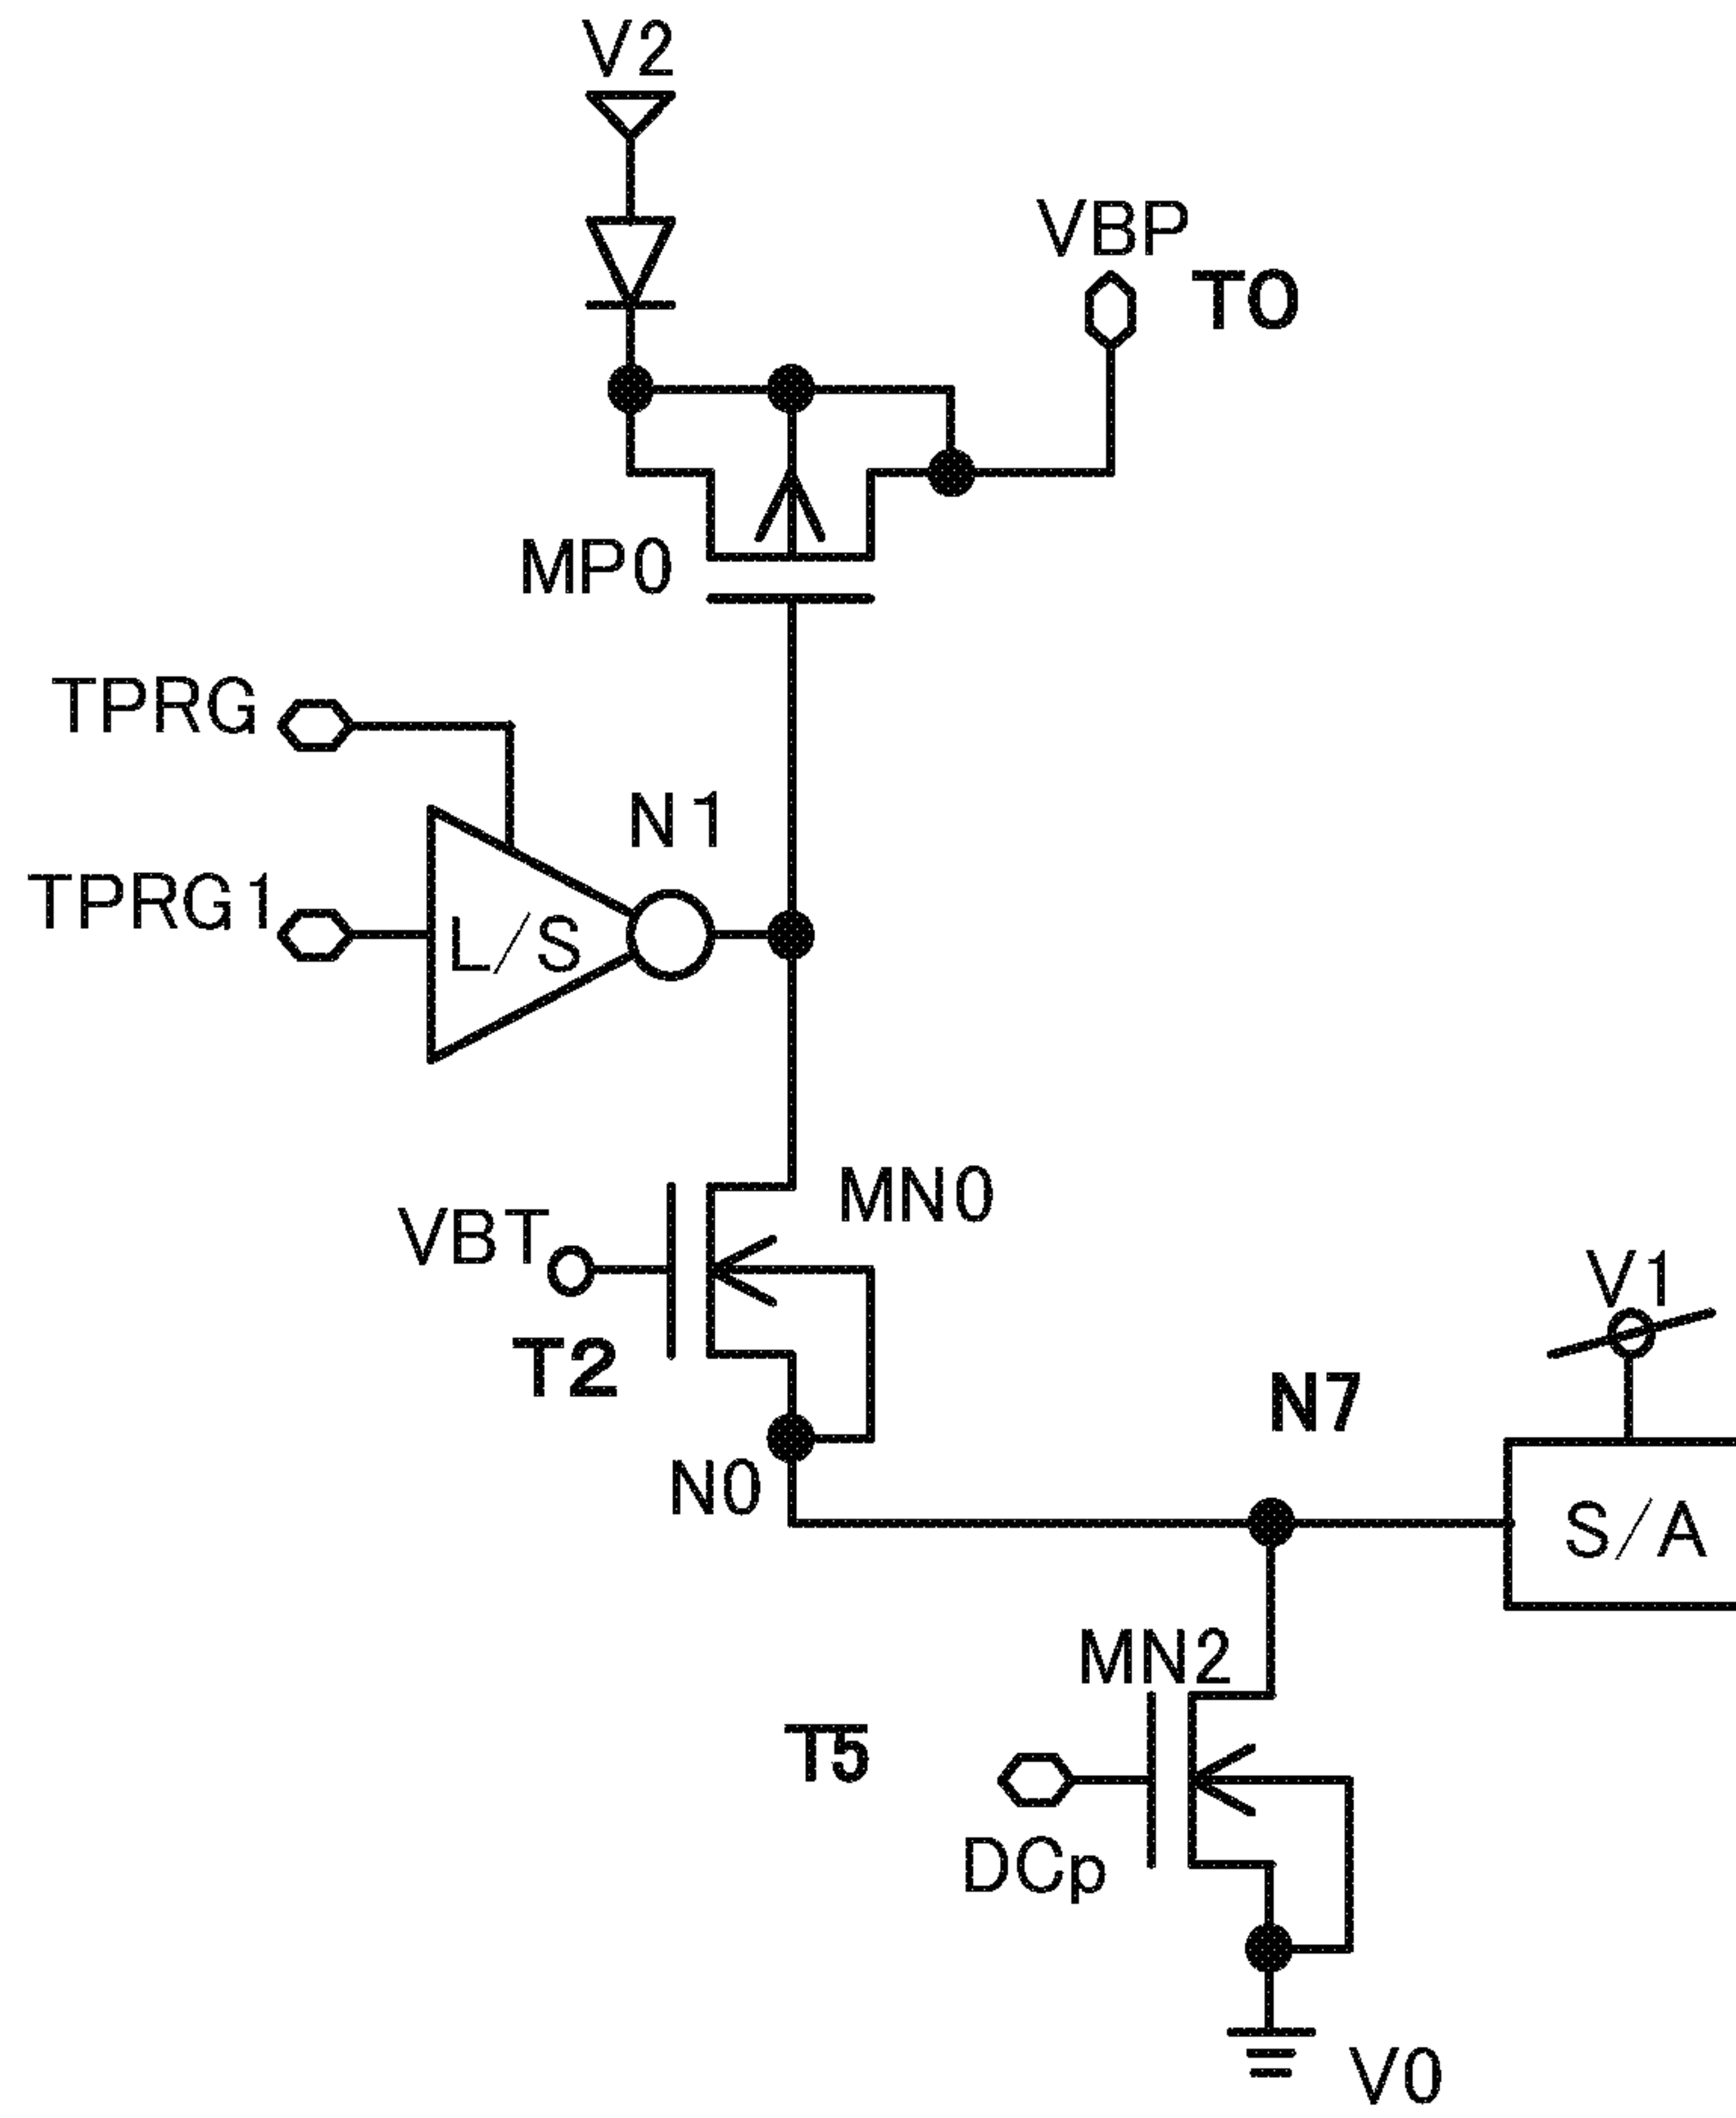 V2
VBP
T0
MP0
TPRG
N1
TPRG1
L/S
MN0
VBT
T2
V1
N7
N0
S/A
MN2
T5
DCp
V0